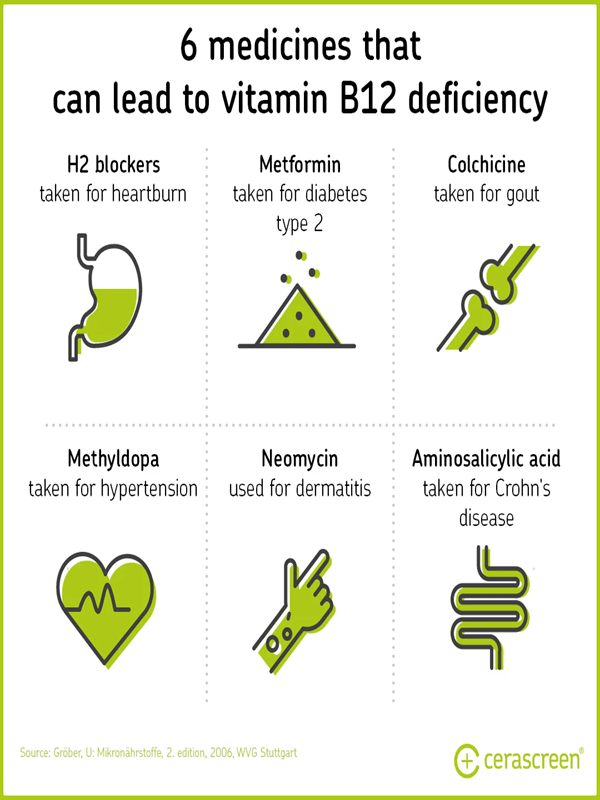 6 medicines that
can lead to vitamin B12 deficiency
H2 blockers
taken for heartburn
Metformin
taken for diabetes
type 2
Colchicine
taken for gout
Methyldopa
taken for hypertension
Neomycin
used for dermatitis
Aminosalicylic acid
taken for Crohn's
disease
Source: Gröber, U: Mikronährstoffe, 2. edition, 2006, WVG Stuttgart
cerascreen®